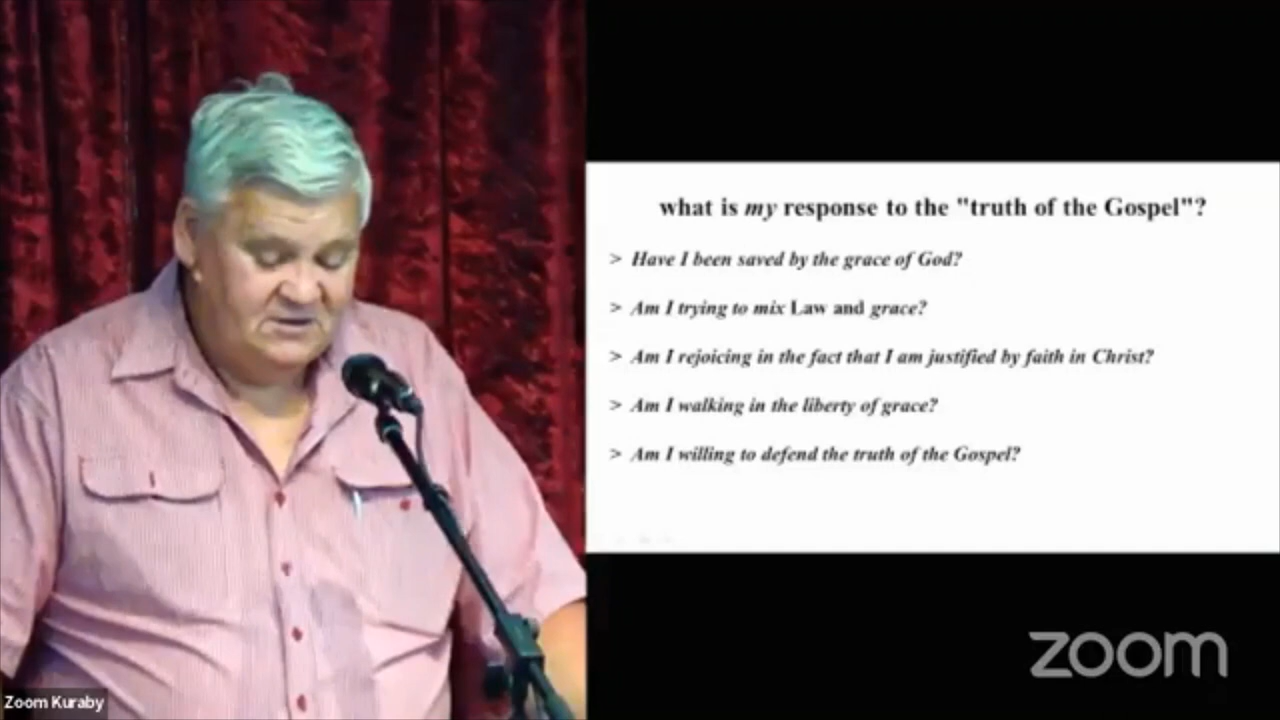 what is my response to the "truth of the Gospel"?
> Have I been saved by the grace of God?
> Am I trying to mix Law and grace?
> Am I rejoicing in the fact that I am justified by faith in Christ?
> Am I walking in the liberty of grace?
> Am I willing to defend the truth of the Gospel?
zoom
Zoom Kuraby